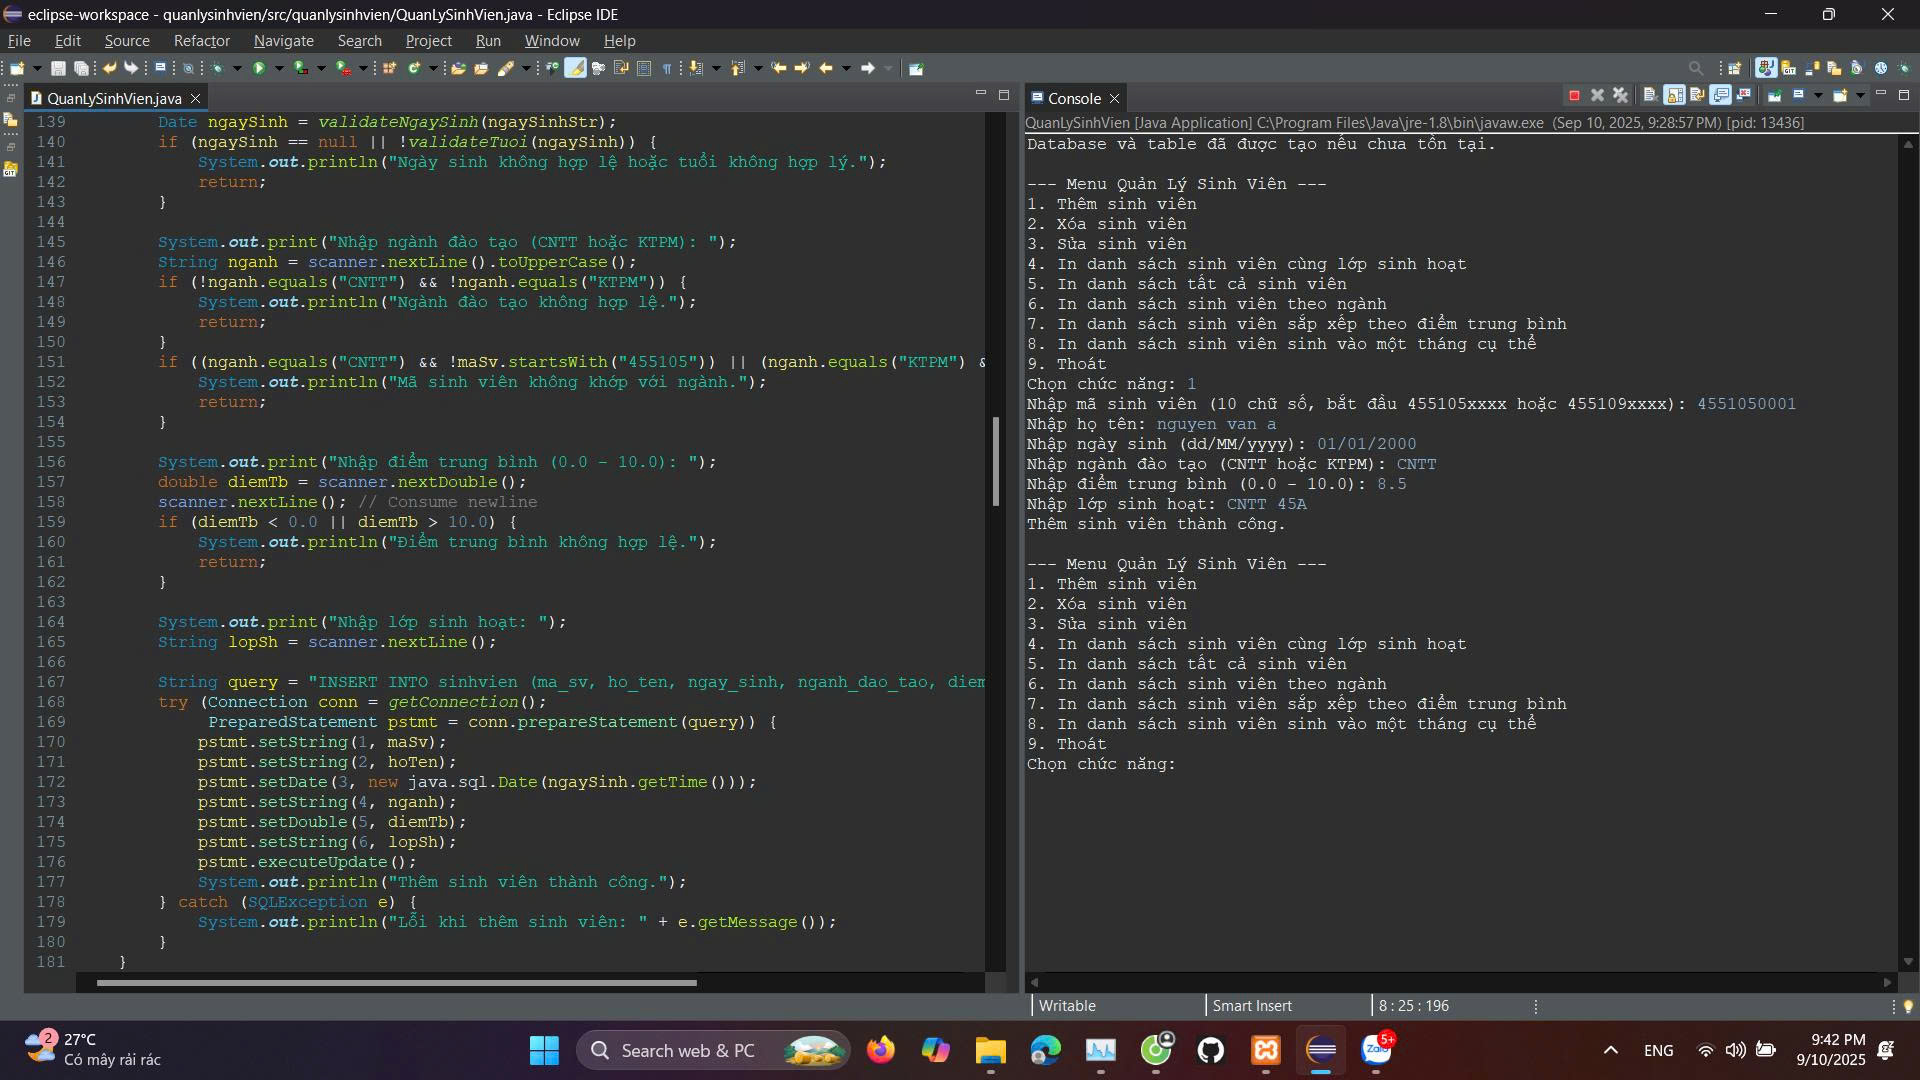 eclipse-workspace - quanlysinhvien/src/quanlysinhvien/QuanLySinhVien.java - Eclipse IDE
File Edit Source Refactor Navigate Search Project Run Window Help
QuanLySinhVien.java
139 Date ngaySinh = validateNgaySinh(ngaySinhStr);
140 if (ngaySinh == null || !validateTuoi(ngaySinh)) {
141 System.out.println("Ngày sinh không hợp lệ hoặc tuổi không hợp lý.");
142 return;
143 }
144
145 System.out.print("Nhập ngành đào tạo (CNTT hoặc KTPM): ");
146 String nganh = scanner.nextLine().toUpperCase();
147 if (!nganh.equals("CNTT") && !nganh.equals("KTPM")) {
148 System.out.println("Ngành đào tạo không hợp lệ.");
149 return;
150 }
151 if ((nganh.equals("CNTT") && !maSv.startsWith("455105")) || (nganh.equals("KTPM") &
152 System.out.println("Mã sinh viên không khớp với ngành.");
153 return;
154 }
155
156 System.out.print("Nhập điểm trung bình (0.0 - 10.0): ");
157 double diemTb = scanner.nextDouble();
158 scanner.nextLine(); // Consume newline
159 if (diemTb < 0.0 || diemTb > 10.0) {
160 System.out.println("Điểm trung bình không hợp lệ.");
161 return;
162 }
163
164 System.out.print("Nhập lớp sinh hoạt: ");
165 String lopSh = scanner.nextLine();
166
167 String query = "INSERT INTO sinhvien (ma_sv, ho_ten, ngay_sinh, nganh_dao_tao, diem
168 try (Connection conn = getConnection();
169 PreparedStatement pstmt = conn.prepareStatement(query)) {
170 pstmt.setString(1, maSv);
171 pstmt.setString(2, hoTen);
172 pstmt.setDate(3, new java.sql.Date(ngaySinh.getTime()));
173 pstmt.setString(4, nganh);
174 pstmt.setDouble(5, diemTb);
175 pstmt.setString(6, lopSh);
176 pstmt.executeUpdate();
177 System.out.println("Thêm sinh viên thành công.");
178 } catch (SQLException e) {
179 System.out.println("Lỗi khi thêm sinh viên: " + e.getMessage());
180 }
181 }
Console
QuanLySinhVien [Java Application] C:\Program Files\Java\jre-1.8\bin\javaw.exe (Sep 10, 2025, 9:28:57 PM) [pid: 13436]
Database và table đã được tạo nếu chưa tồn tại.
--- Menu Quản Lý Sinh Viên ---
1. Thêm sinh viên
2. Xóa sinh viên
3. Sửa sinh viên
4. In danh sách sinh viên cùng lớp sinh hoạt
5. In danh sách tất cả sinh viên
6. In danh sách sinh viên theo ngành
7. In danh sách sinh viên sắp xếp theo điểm trung bình
8. In danh sách sinh viên sinh vào một tháng cụ thể
9. Thoát
Chọn chức năng: 1
Nhập mã sinh viên (10 chữ số, bắt đầu 455105xxxx hoặc 455109xxxx): 4551050001
Nhập họ tên: nguyen van a
Nhập ngày sinh (dd/MM/yyyy): 01/01/2000
Nhập ngành đào tạo (CNTT hoặc KTPM): CNTT
Nhập điểm trung bình (0.0 - 10.0): 8.5
Nhập lớp sinh hoạt: CNTT 45A
Thêm sinh viên thành công.
--- Menu Quản Lý Sinh Viên ---
1. Thêm sinh viên
2. Xóa sinh viên
3. Sửa sinh viên
4. In danh sách sinh viên cùng lớp sinh hoạt
5. In danh sách tất cả sinh viên
6. In danh sách sinh viên theo ngành
7. In danh sách sinh viên sắp xếp theo điểm trung bình
8. In danh sách sinh viên sinh vào một tháng cụ thể
9. Thoát
Chọn chức năng:
Writable Smart Insert 8 : 25 : 196
2
27°C
Có mây rải rác
Search web & PC
Zalo 5+
ENG
9:42 PM
9/10/2025